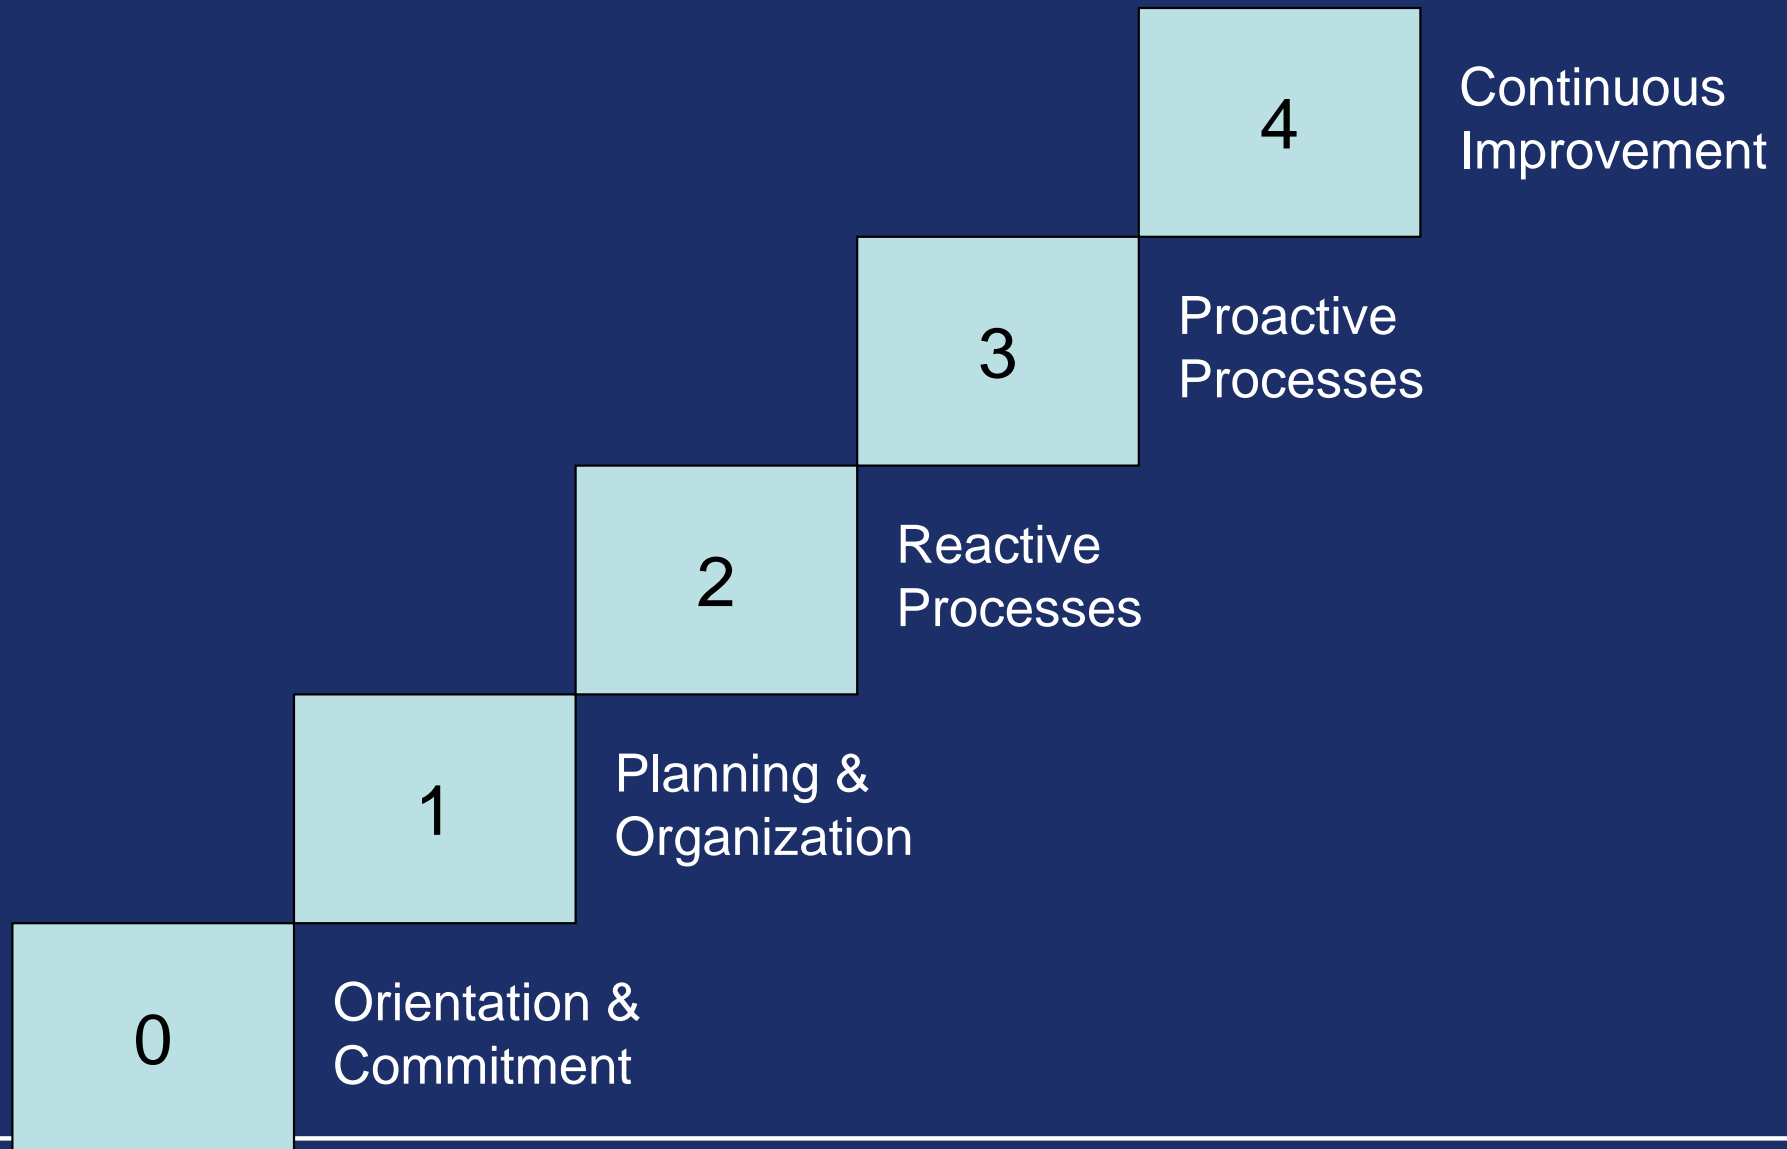 4
Continuous
Improvement
3
Proactive
Processes
2
Reactive
Processes
1
Planning &
Organization
0
Orientation &
Commitment